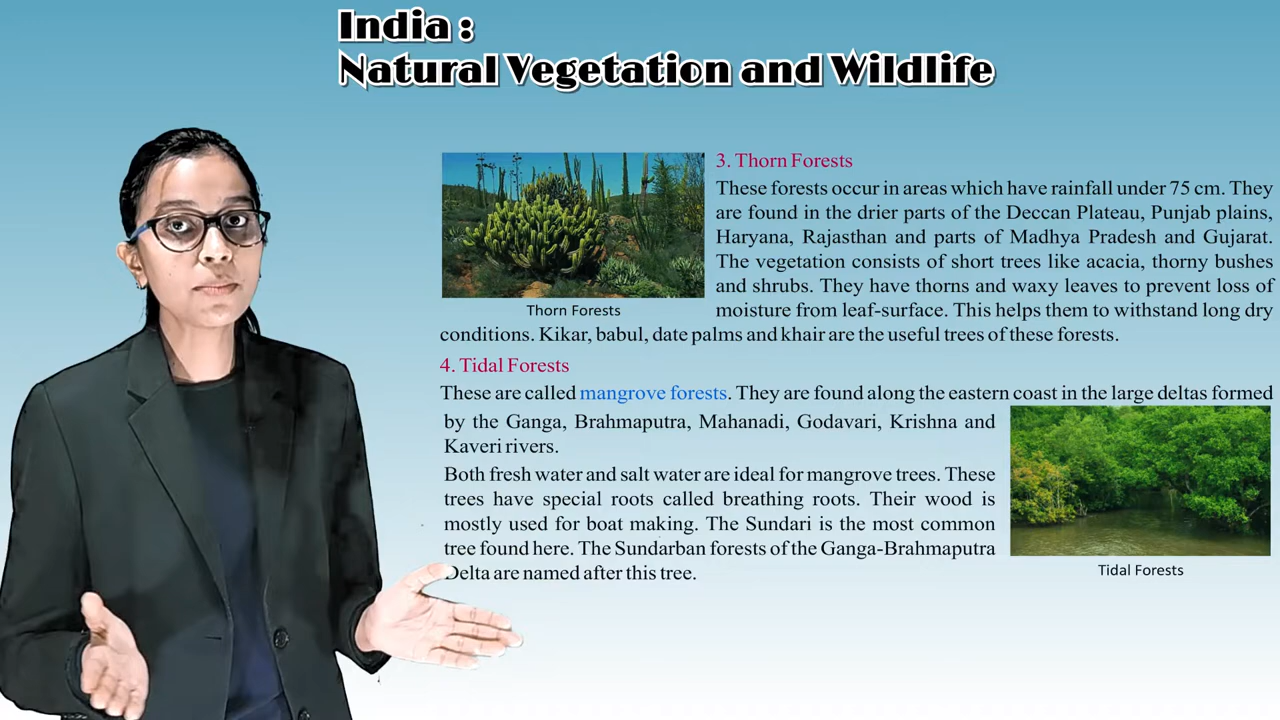 India :
Natural Vegetation and Wildlife
3. Thorn Forests
These forests occur in areas which have rainfall under 75 cm. They
are found in the drier parts of the Deccan Plateau, Punjab plains,
Haryana, Rajasthan and parts of Madhya Pradesh and Gujarat.
The vegetation consists of short trees like acacia, thorny bushes
and shrubs. They have thorns and waxy leaves to prevent loss of
moisture from leaf-surface. This helps them to withstand long dry
conditions. Kikar, babul, date palms and khair are the useful trees of these forests.
Thorn Forests
4. Tidal Forests
These are called mangrove forests. They are found along the eastern coast in the large deltas formed
by the Ganga, Brahmaputra, Mahanadi, Godavari, Krishna and
Kaveri rivers.
Both fresh water and salt water are ideal for mangrove trees. These
trees have special roots called breathing roots. Their wood is
mostly used for boat making. The Sundari is the most common
tree found here. The Sundarban forests of the Ganga-Brahmaputra
Delta are named after this tree.
Tidal Forests